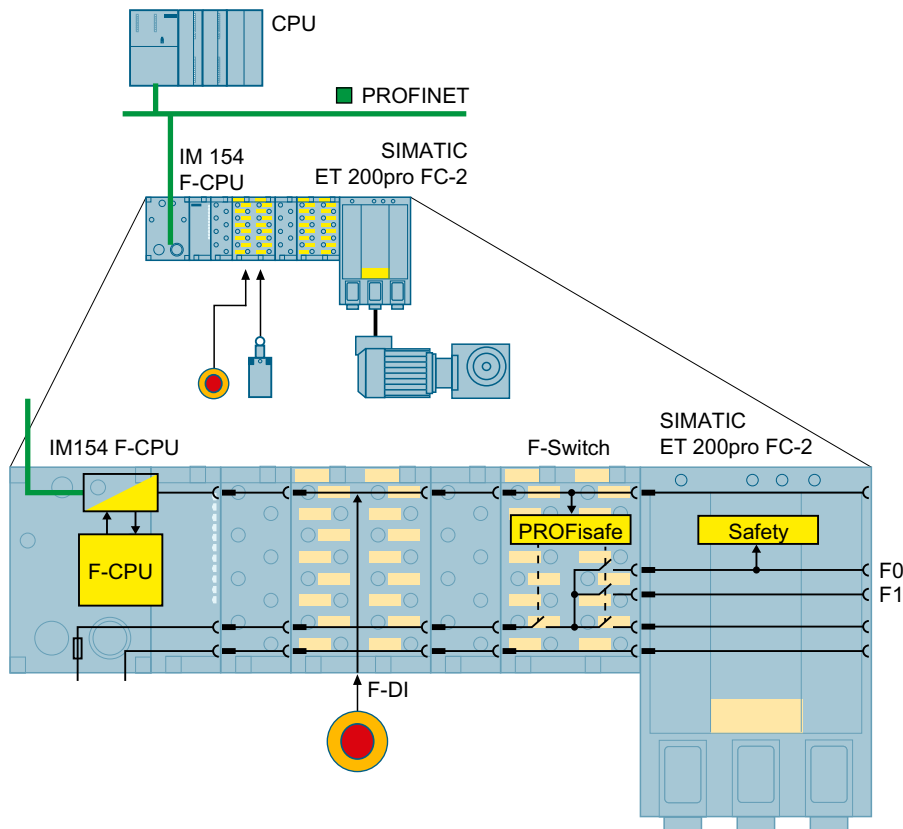 CPU
PROFINET
IM 154
F-CPU
SIMATIC
ET 200pro FC-2
IM154 F-CPU
F-Switch
SIMATIC
ET 200pro FC-2
PROFisafe
Safety
F-CPU
F0
F1
F-DI